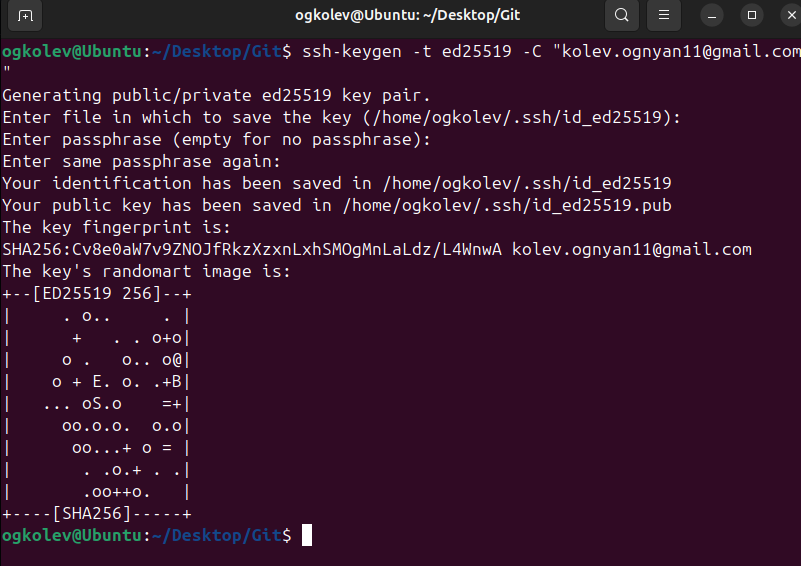 ogkolev@Ubuntu: ~/Desktop/Git
ogkolev@Ubuntu:~/Desktop/Git$ ssh-keygen -t ed25519 -C "kolev.ognyan11@gmail.com
"
Generating public/private ed25519 key pair.
Enter file in which to save the key (/home/ogkolev/.ssh/id_ed25519):
Enter passphrase (empty for no passphrase):
Enter same passphrase again:
Your identification has been saved in /home/ogkolev/.ssh/id_ed25519
Your public key has been saved in /home/ogkolev/.ssh/id_ed25519.pub
The key fingerprint is:
SHA256:Cv8e0aW7v9ZNOJfRkzXzxnLxhSMOgMnLaLdz/L4WnwA kolev.ognyan11@gmail.com
The key's randomart image is:
+--[ED25519 256]--+
|     . o..     . |
|      +   . . o+o|
|     o .   o.. o@|
|    o + E. o. .+B|
|   ... oS.o    =+|
|     oo.o.o.  o.o|
|      oo...+ o = |
|       . .o.+ . .|
|       .oo++o.   |
+----[SHA256]-----+
ogkolev@Ubuntu:~/Desktop/Git$